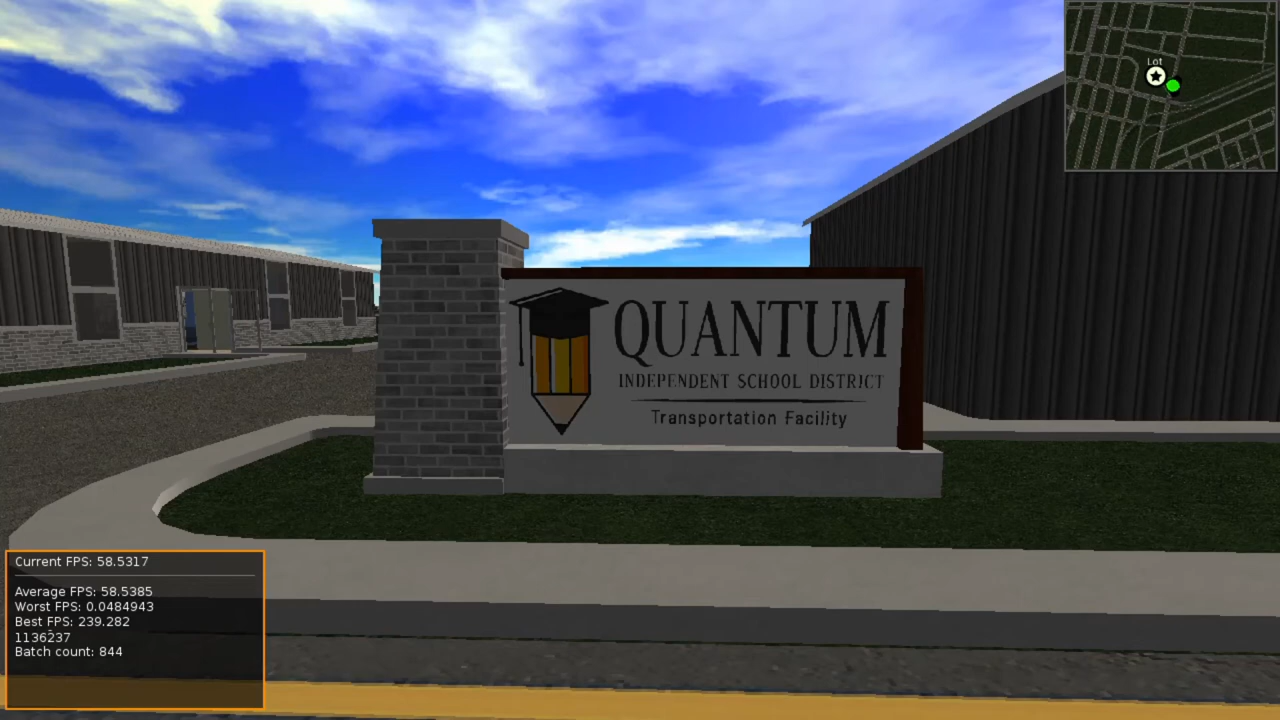 Lot
QUANTUM
INDEPENDENT SCHOOL DISTRICT
Transportation Facility
Current FPS: 58.5317
Average FPS: 58.5385
Worst FPS: 0.0484943
Best FPS: 239.282
1136237
Batch count: 844